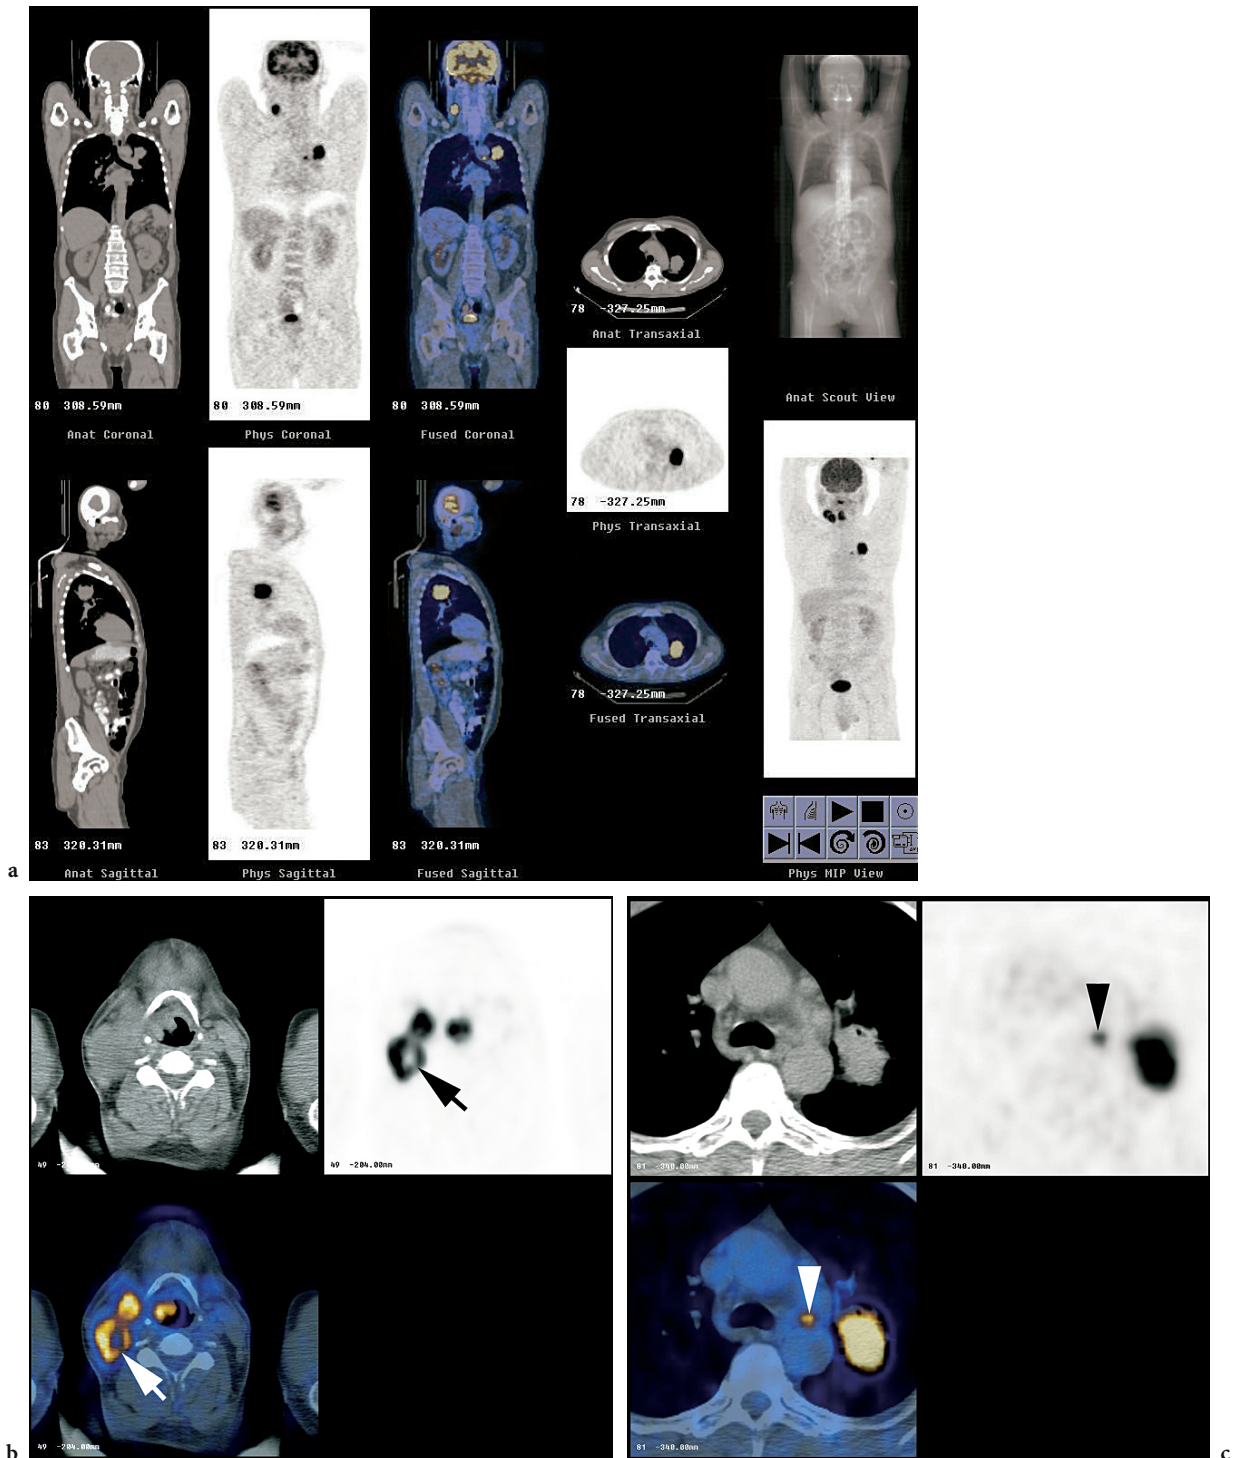 80 308.59mm
Anat Coronal
80 308.59mm
Phys Coronal
80 308.59mm
Fused Coronal
78 -327.25mm
Anat Transaxial
Anat Scout View
78 -327.25mm
Phys Transaxial
78 -327.25mm
Fused Transaxial
83 320.31mm
Anat Sagittal
83 320.31mm
Phys Sagittal
83 320.31mm
Fused Sagittal
Phys MIP View
a
49 -204.00mm
49 -204.00mm
b
81 -340.00mm
81 -340.00mm
81 -340.00mm
c